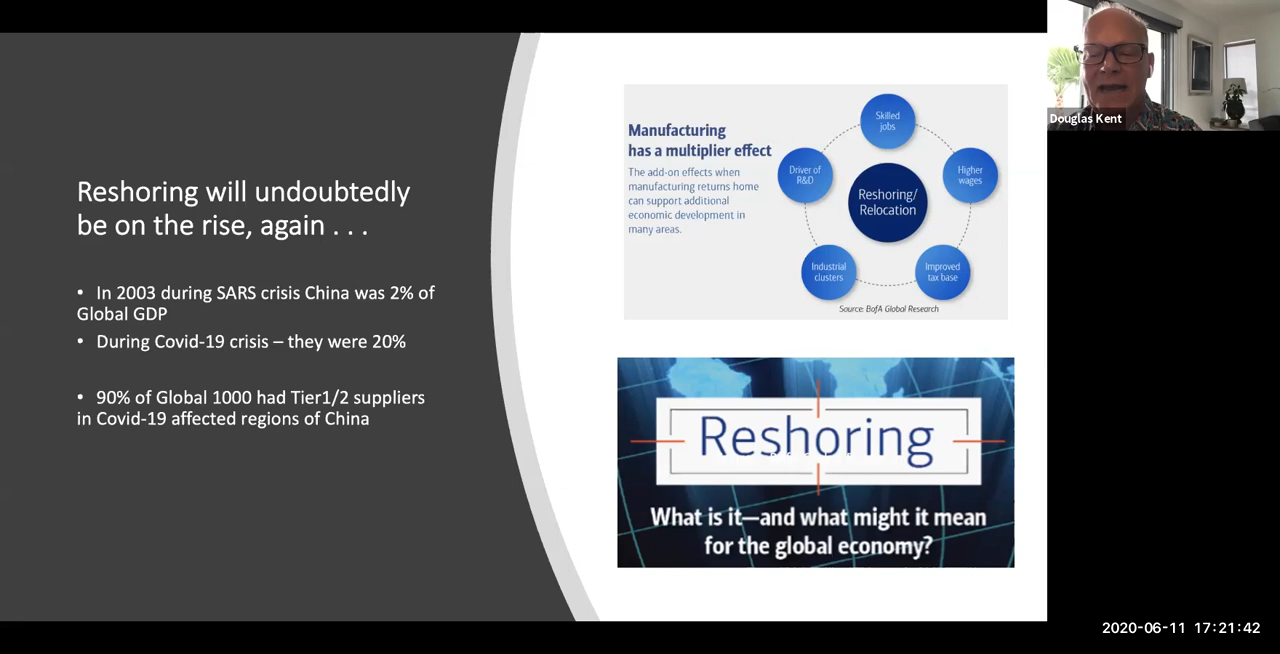 Reshoring will undoubtedly
be on the rise, again . . .
• In 2003 during SARS crisis China was 2% of
Global GDP
• During Covid-19 crisis – they were 20%
• 90% of Global 1000 had Tier1/2 suppliers
in Covid-19 affected regions of China
Manufacturing
has a multiplier effect
The add-on effects when
manufacturing returns home
can support additional
economic development in
many areas.
Skilled
jobs
Driver of
R&D
Higher
wages
Reshoring/
Relocation
Industrial
clusters
Improved
tax base
Source: BofA Global Research
Reshoring
What is it—and what might it mean
for the global economy?
Douglas Kent
2020-06-11 17:21:42